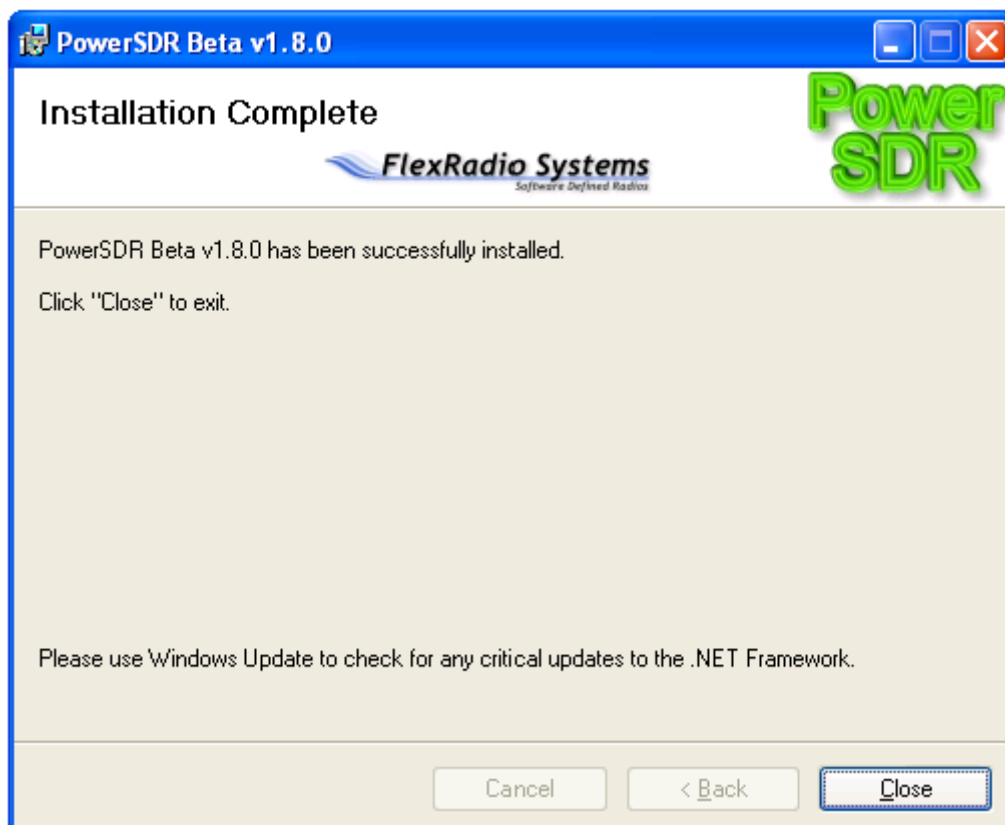 PowerSDR Beta v1.8.0
Installation Complete
Power
SDR
FlexRadio Systems
Software Defined Radios
PowerSDR Beta v1.8.0 has been successfully installed.
Click "Close" to exit.
Please use Windows Update to check for any critical updates to the .NET Framework.
Cancel
< Back
Close